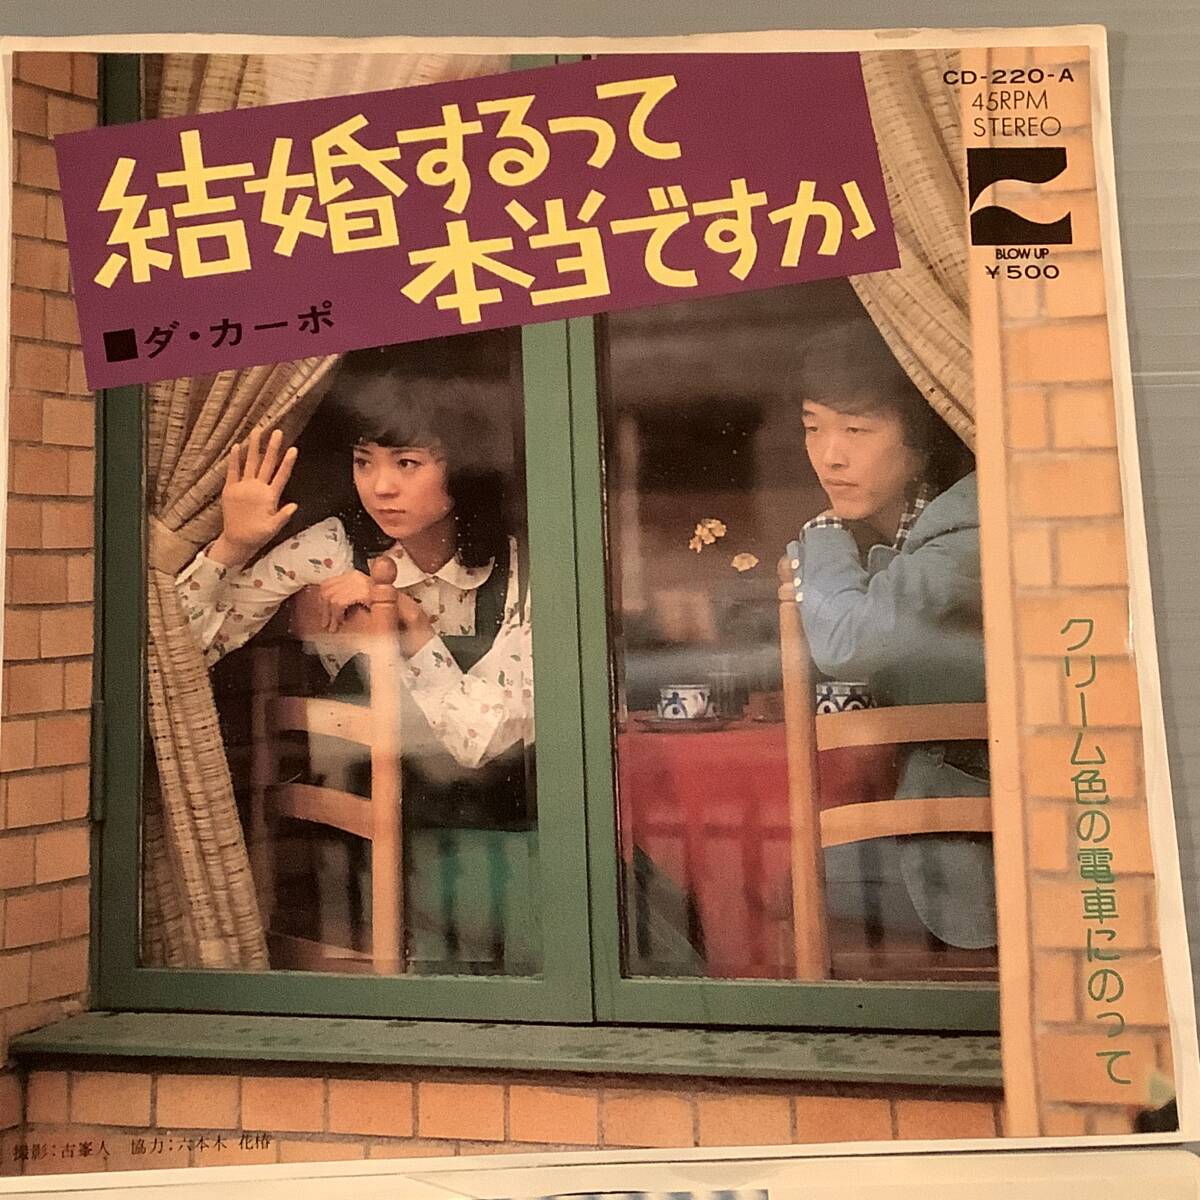 結婚するって
本当ですか
■ダ・カーポ
CD-220-A
45RPM
STEREO
BLOW UP
￥500
クリーム色の電車にのって
撮影:古峯人 協力:六本木 花椿